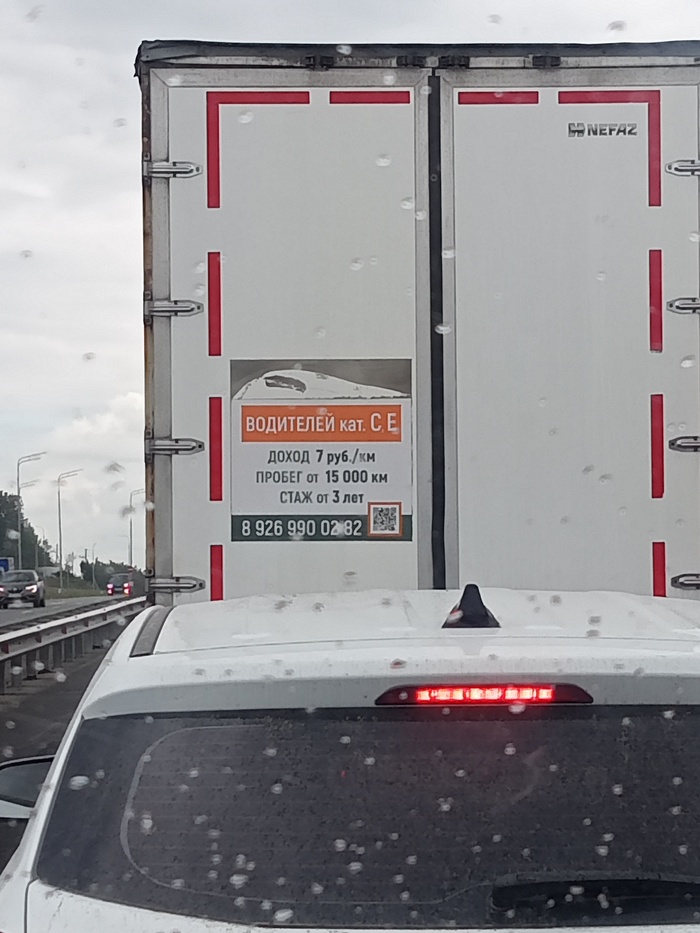 NEFAZ
ВОДИТЕЛЕЙ кат. С, Е
ДОХОД 7 руб./км
ПРОБЕГ от 15 000 км
СТАЖ от 3 лет
8 926 990 02 82